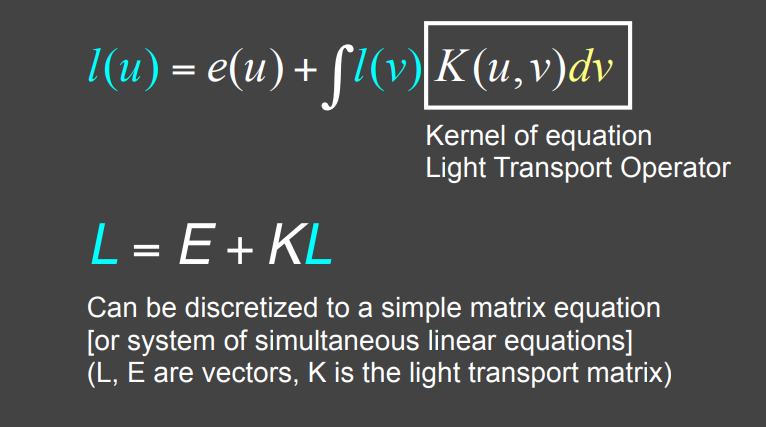 l(u) = e(u) + ∫l(v) K(u,v)dv
Kernel of equation
Light Transport Operator
L = E + KL
Can be discretized to a simple matrix equation
[or system of simultaneous linear equations]
(L, E are vectors, K is the light transport matrix)